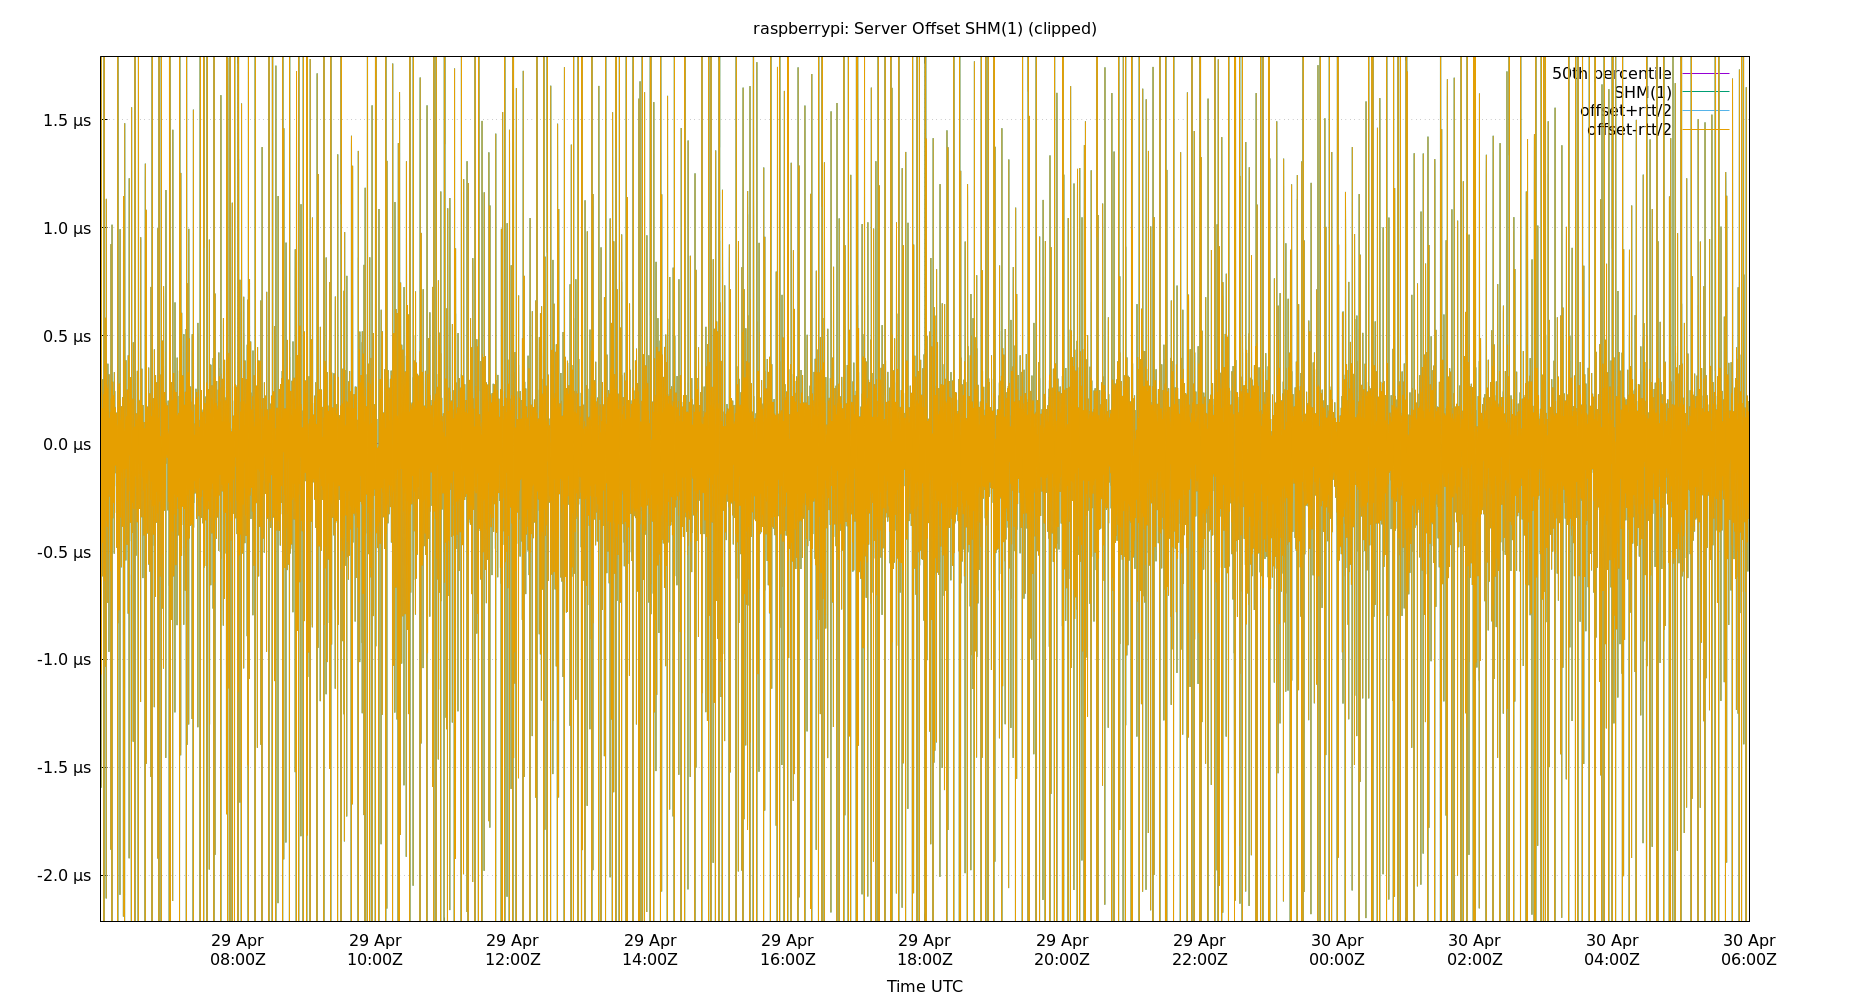 raspberrypi: Server Offset SHM(1) (clipped)
50th percentile
SHM(1)
offset+rtt/2
offset-rtt/2
1.5 µs
1.0 µs
0.5 µs
0.0 µs
-0.5 µs
-1.0 µs
-1.5 µs
-2.0 µs
29 Apr 29 Apr 29 Apr 29 Apr 29 Apr 29 Apr 29 Apr 29 Apr 30 Apr 30 Apr 30 Apr 30 Apr
08:00Z 10:00Z 12:00Z 14:00Z 16:00Z 18:00Z 20:00Z 22:00Z 00:00Z 02:00Z 04:00Z 06:00Z
Time UTC